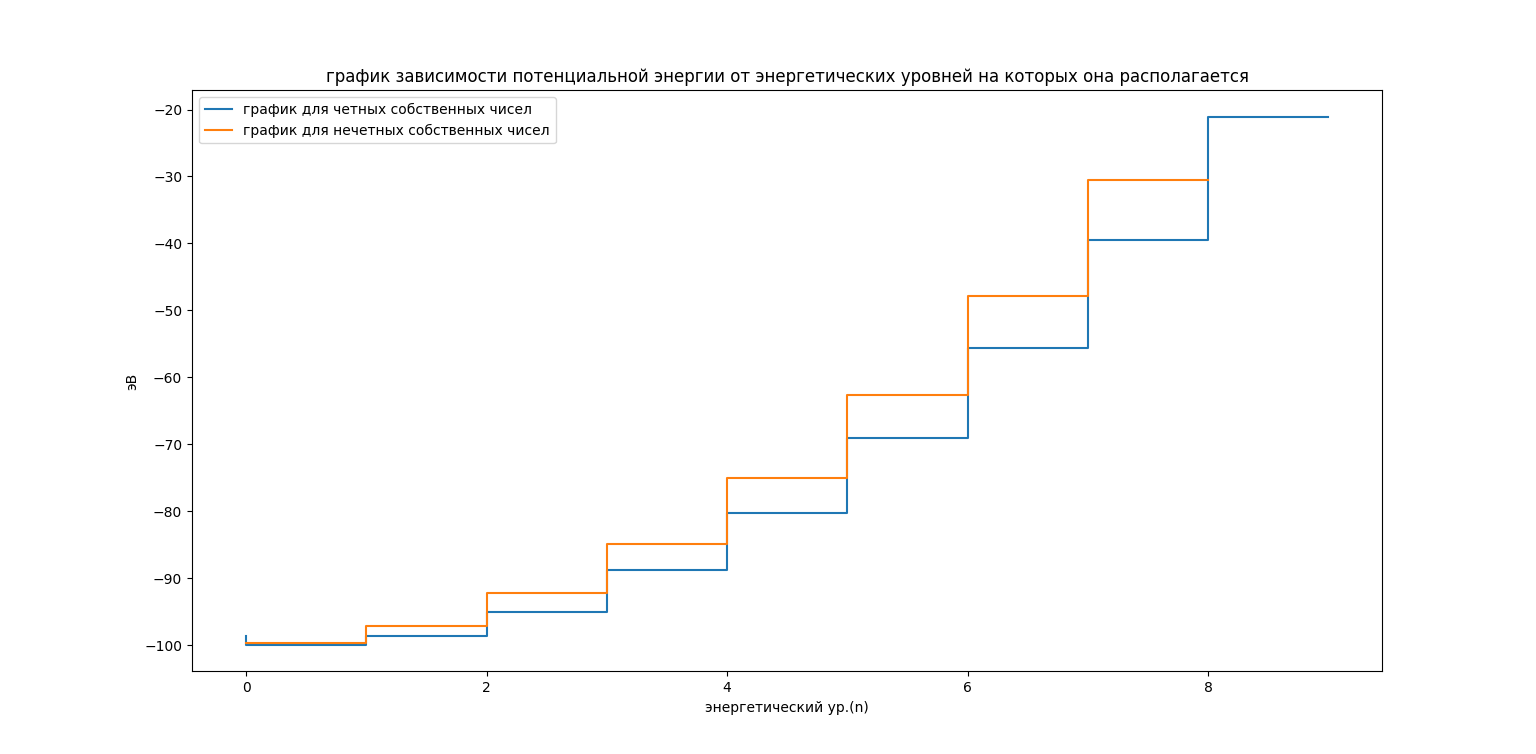 график зависимости потенциальной энергии от энергетических уровней на которых она располагается
график для четных собственных чисел
график для нечетных собственных чисел
−20
−30
−40
−50
−60
−70
−80
−90
−100
эВ
0 2 4 6 8
энергетический ур.(n)